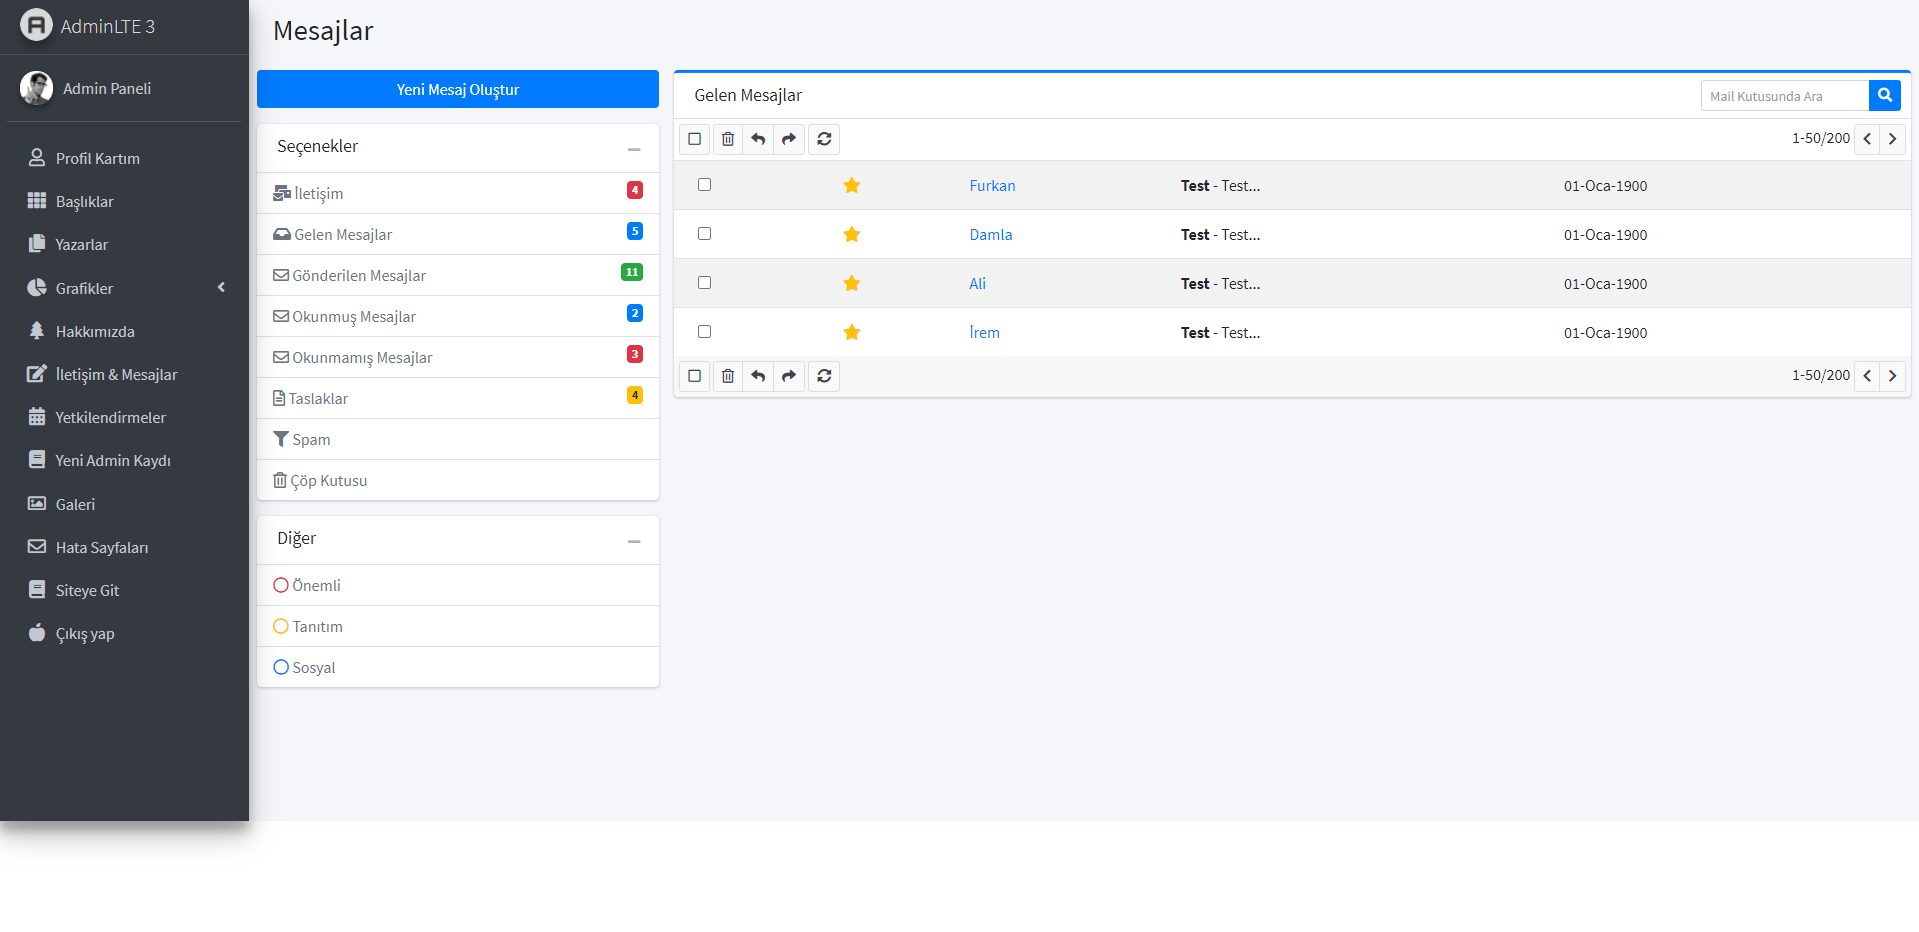 AdminLTE 3
Admin Paneli
Profil Kartım
Başlıklar
Yazarlar
Grafikler
Hakkımızda
İletişim & Mesajlar
Yetkilendirmeler
Yeni Admin Kaydı
Galeri
Hata Sayfaları
Siteye Git
Çıkış yap
Mesajlar
Yeni Mesaj Oluştur
Seçenekler
İletişim 4
Gelen Mesajlar 5
Gönderilen Mesajlar 11
Okunmuş Mesajlar 2
Okunmamış Mesajlar 3
Taslaklar 4
Spam
Çöp Kutusu
Diğer
Önemli
Tanıtım
Sosyal
Gelen Mesajlar Mail Kutusunda Ara
1-50/200
Furkan Test - Test... 01-Oca-1900
Damla Test - Test... 01-Oca-1900
Ali Test - Test... 01-Oca-1900
İrem Test - Test... 01-Oca-1900
1-50/200